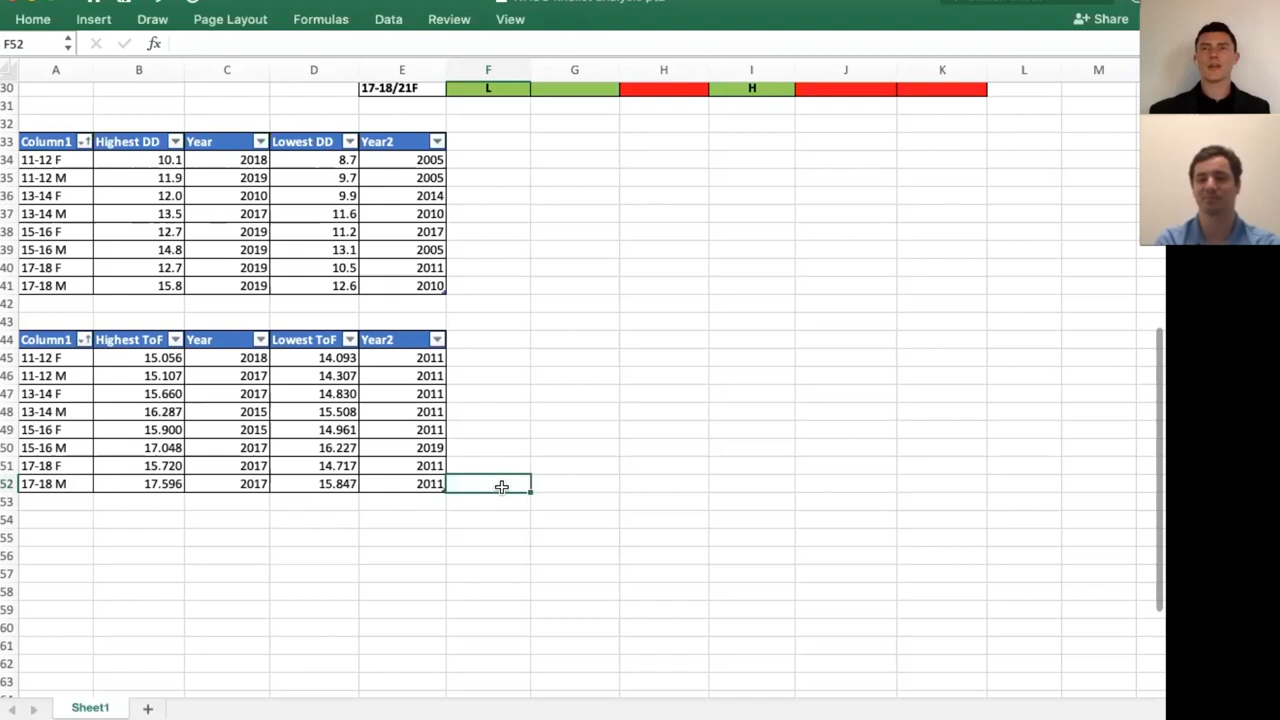 Home Insert Draw Page Layout Formulas Data Review View Share
F52 fx
A B C D E F G H I J K L M
30 17-18/21F L H
31
32
33 Column1 Highest DD Year Lowest DD Year2
34 11-12 F 10.1 2018 8.7 2005
35 11-12 M 11.9 2019 9.7 2005
36 13-14 F 12.0 2010 9.9 2014
37 13-14 M 13.5 2017 11.6 2010
38 15-16 F 12.7 2019 11.2 2017
39 15-16 M 14.8 2019 13.1 2005
40 17-18 F 12.7 2019 10.5 2011
41 17-18 M 15.8 2019 12.6 2010
42
43
44 Column1 Highest ToF Year Lowest ToF Year2
45 11-12 F 15.056 2018 14.093 2011
46 11-12 M 15.107 2017 14.307 2011
47 13-14 F 15.660 2017 14.830 2011
48 13-14 M 16.287 2015 15.508 2011
49 15-16 F 15.900 2015 14.961 2011
50 15-16 M 17.048 2017 16.227 2019
51 17-18 F 15.720 2017 14.717 2011
52 17-18 M 17.596 2017 15.847 2011
53
54
55
56
57
58
59
60
61
62
63
Sheet1